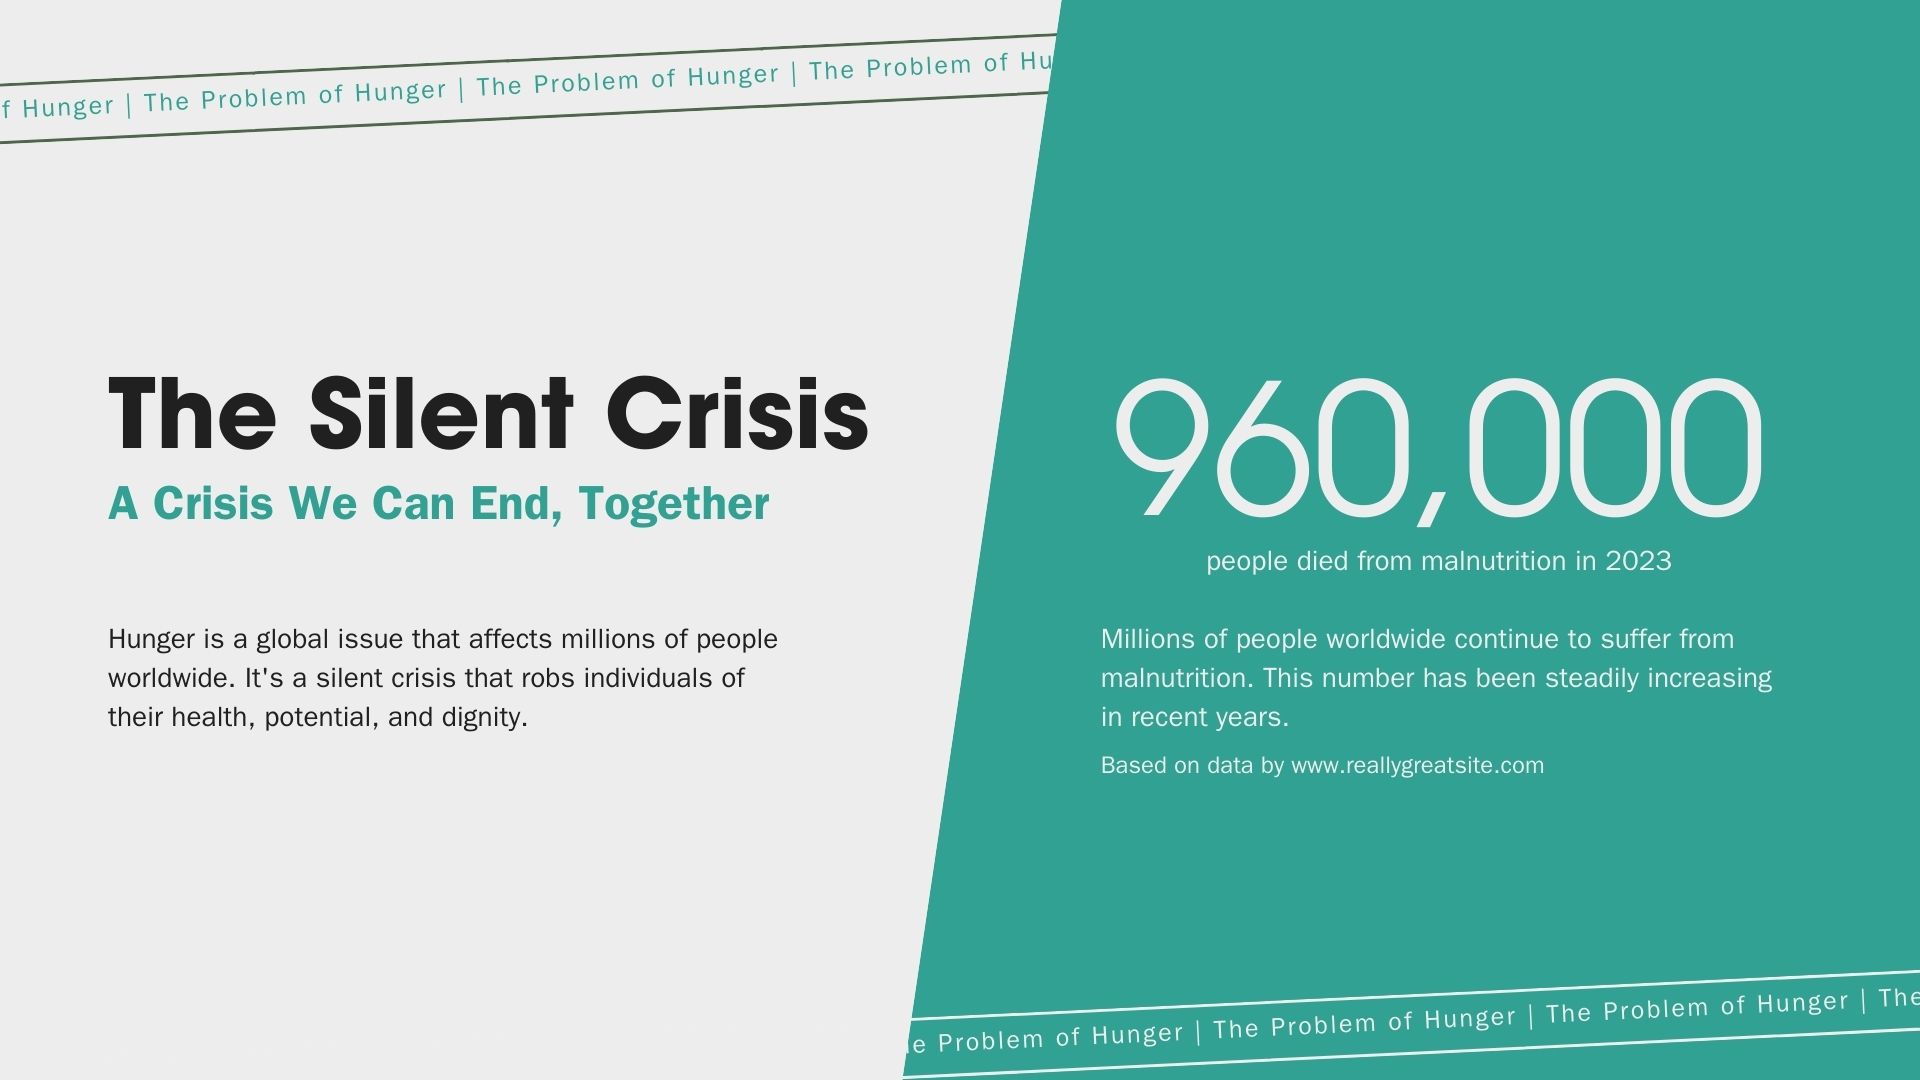 f Hunger | The Problem of Hunger | The Problem of Hunger | The Problem of Hu
The Silent Crisis
A Crisis We Can End, Together
Hunger is a global issue that affects millions of people
worldwide. It's a silent crisis that robs individuals of
their health, potential, and dignity.
960,000
people died from malnutrition in 2023
Millions of people worldwide continue to suffer from
malnutrition. This number has been steadily increasing
in recent years.
Based on data by www.reallygreatsite.com
e Problem of Hunger | The Problem of Hunger | The Problem of Hunger | The